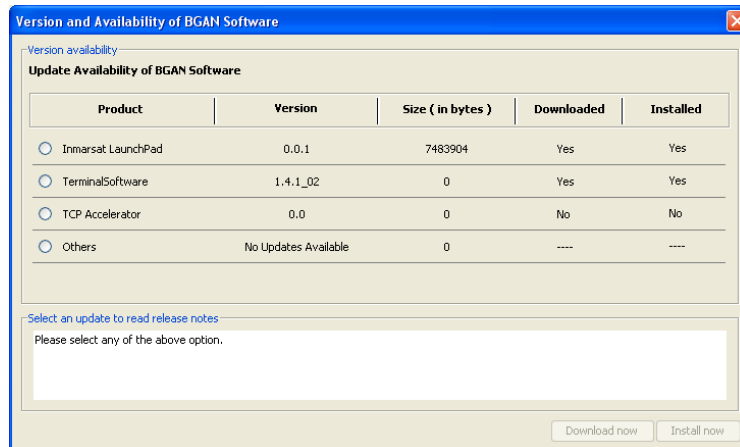 Version and Availability of BGAN Software
Version availability
Update Availability of BGAN Software
Product Version Size ( in bytes ) Downloaded Installed
Inmarsat LaunchPad 0.0.1 7483904 Yes Yes
TerminalSoftware 1.4.1_02 0 Yes Yes
TCP Accelerator 0.0 0 No No
Others No Updates Available 0 ---- ----
Select an update to read release notes
Please select any of the above option.
Download now Install now